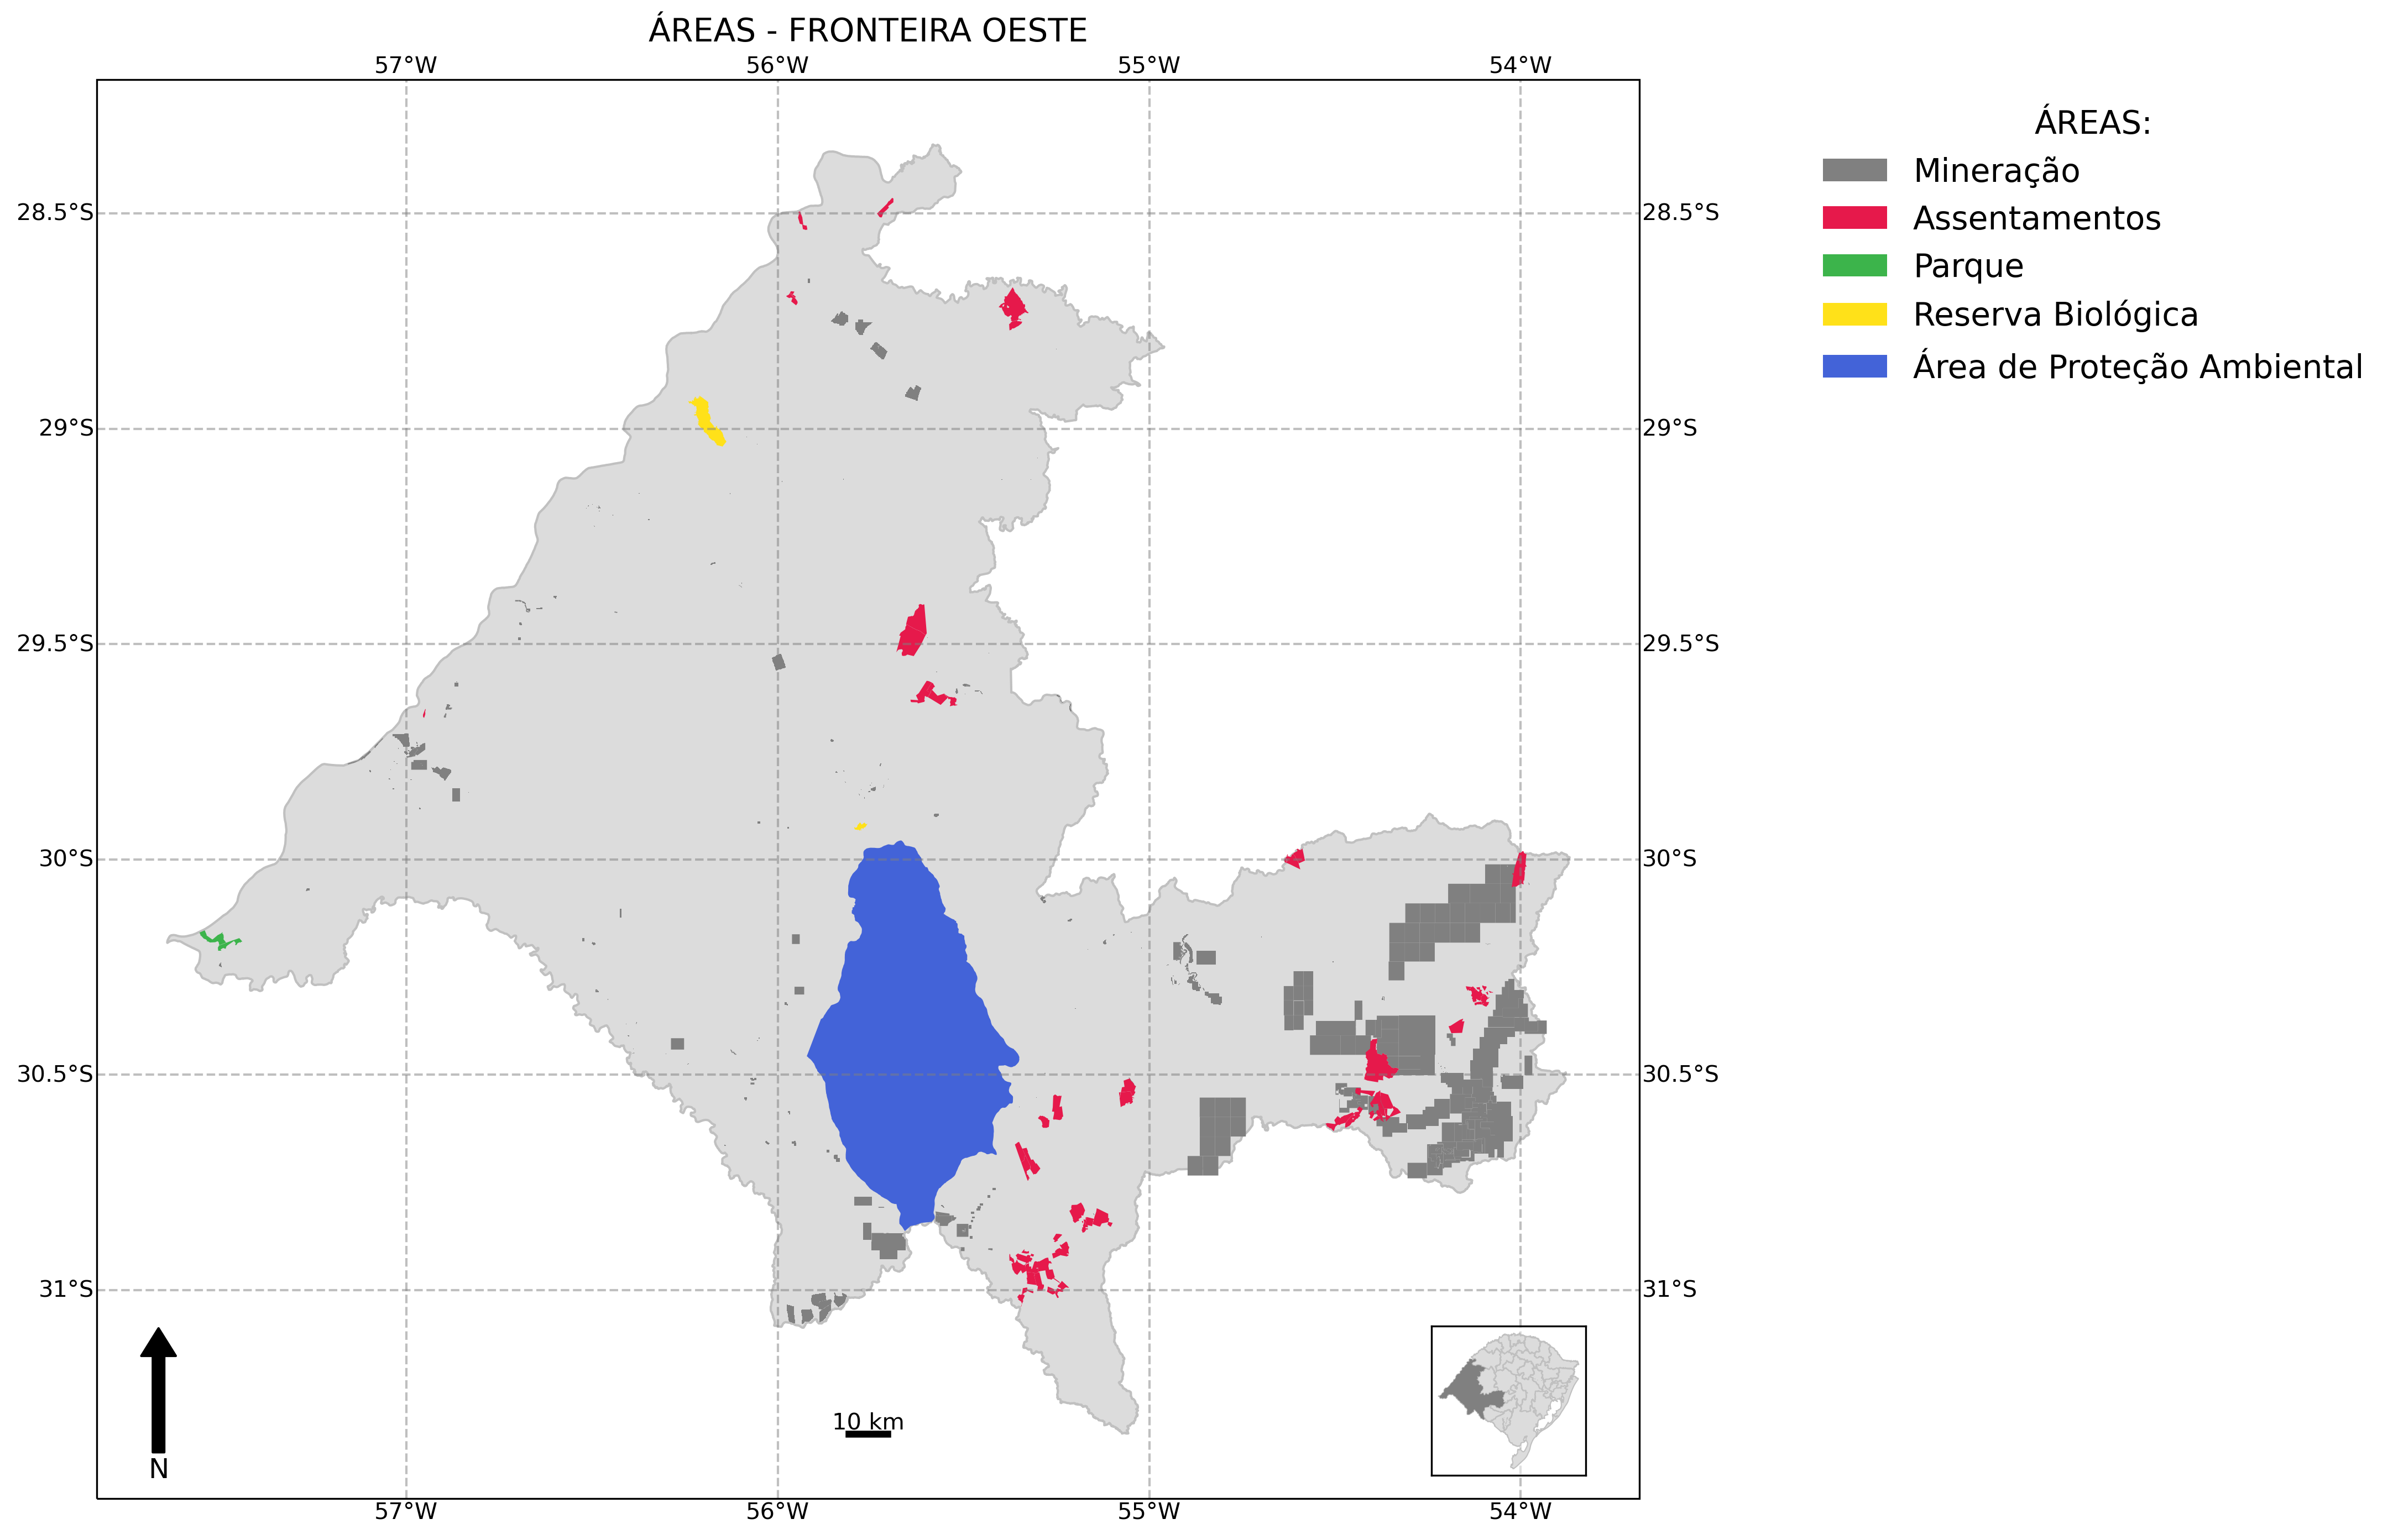 ÁREAS - FRONTEIRA OESTE
57°W 56°W 55°W 54°W
ÁREAS:
Mineração
Assentamentos
Parque
Reserva Biológica
Área de Proteção Ambiental
28.5°S 28.5°S
29°S 29°S
29.5°S 29.5°S
30°S 30°S
30.5°S 30.5°S
31°S 31°S
10 km
N
57°W 56°W 55°W 54°W